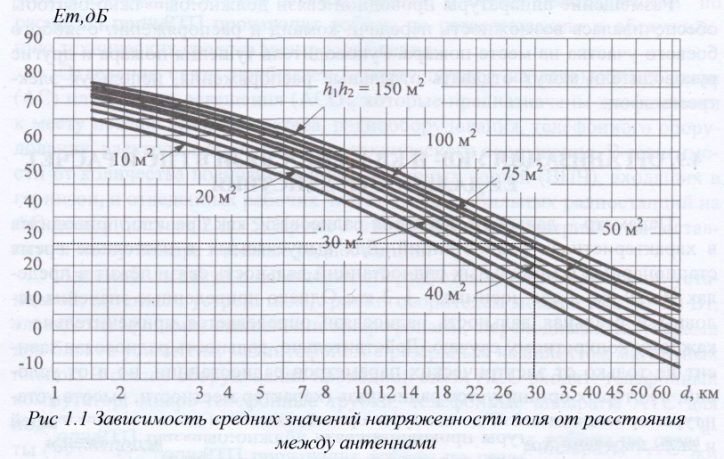 Ет,дБ
90
80
70
60
50
40
30
20
10
0
-10
h₁h₂ = 150 м²
100 м²
75 м²
50 м²
10 м²
20 м²
30 м²
40 м²
1 2 3 4 5 7 8 10 12 14 18 22 26 30 35 40 45 50 60 d, км
Рис. 1.1 Зависимость средних значений напряженности поля от расстояния
между антеннами